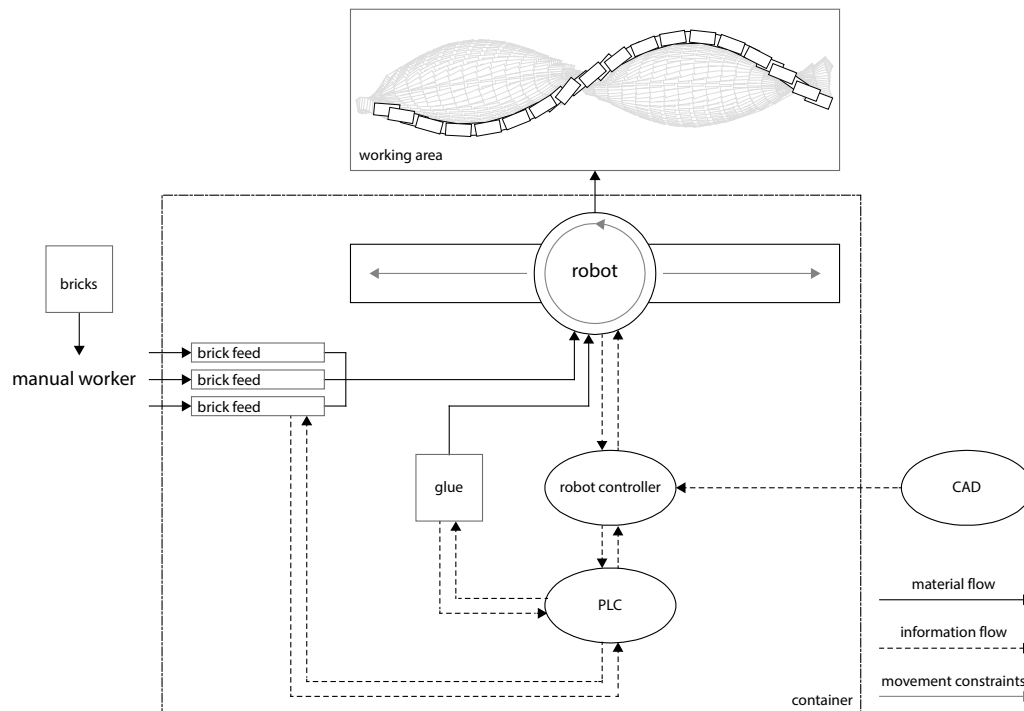 working area
robot
bricks
brick feed
manual worker
brick feed
brick feed
glue
robot controller
CAD
material flow
PLC
information flow
movement constraints
container